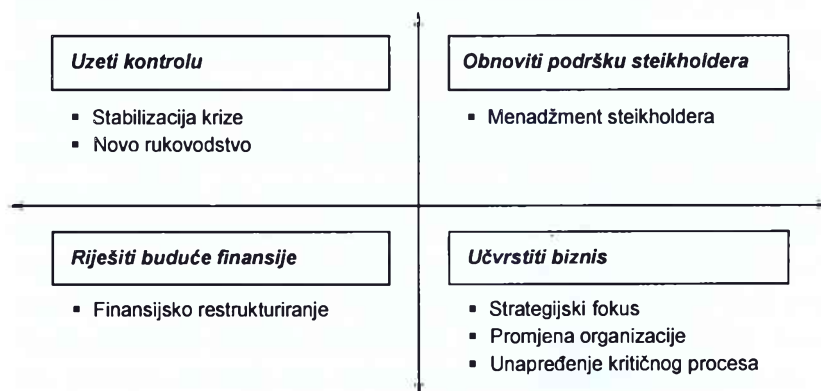 Uzeti kontrolu
▪ Stabilizacija krize
▪ Novo rukovodstvo
Obnoviti podršku steikholdera
▪ Menadžment steikholdera
Riješiti buduće finansije
▪ Finansijsko restrukturiranje
Učvrstiti biznis
▪ Strategijski fokus
▪ Promjena organizacije
▪ Unapređenje kritičnog procesa